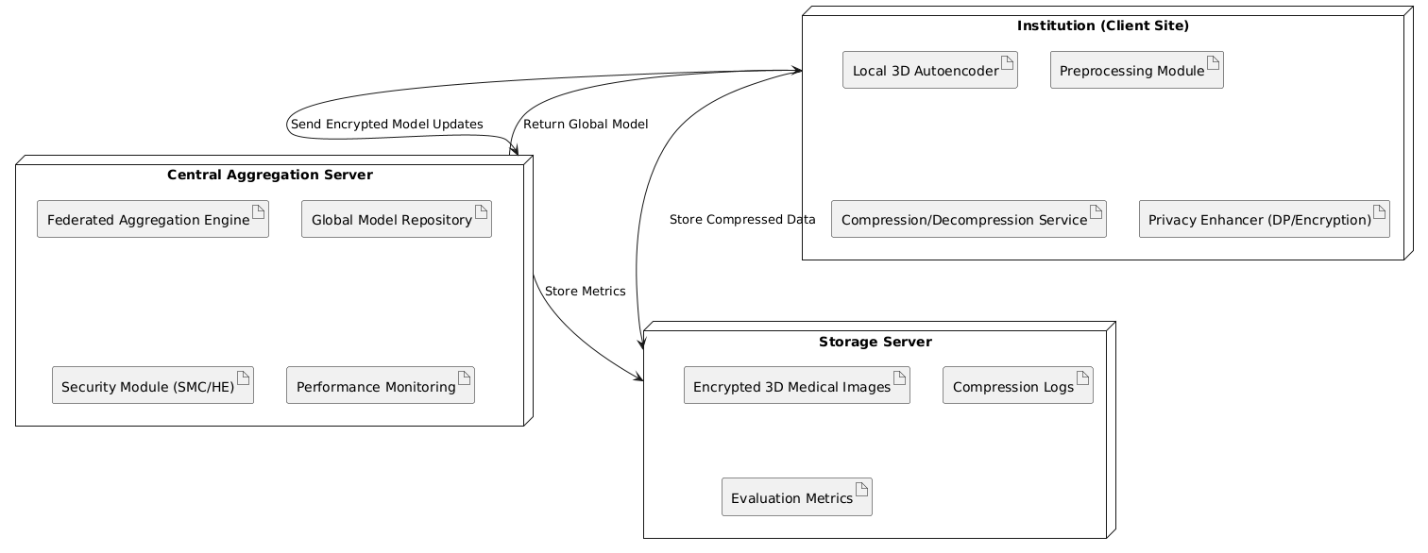 Institution (Client Site)
Local 3D Autoencoder
Preprocessing Module
Compression/Decompression Service
Privacy Enhancer (DP/Encryption)
Send Encrypted Model Updates
Return Global Model
Central Aggregation Server
Federated Aggregation Engine
Global Model Repository
Security Module (SMC/HE)
Performance Monitoring
Store Compressed Data
Store Metrics
Storage Server
Encrypted 3D Medical Images
Compression Logs
Evaluation Metrics